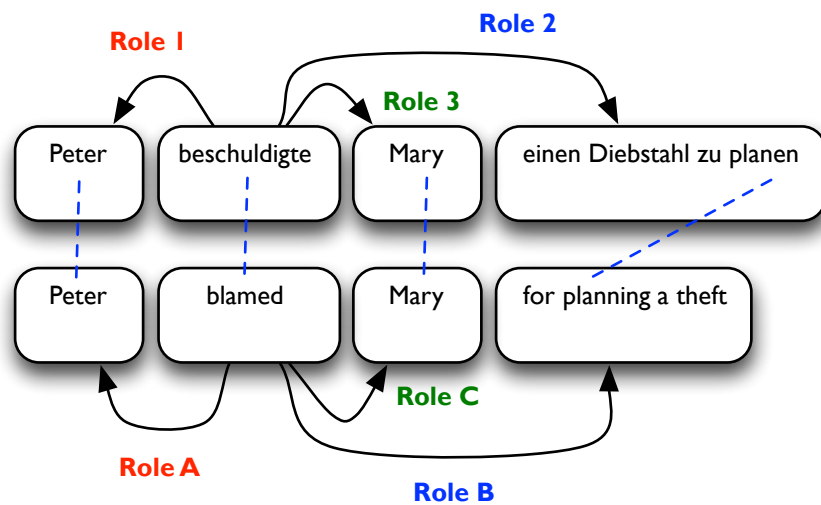 Role 1
Role 2
Role 3
Peter
beschuldigte
Mary
einen Diebstahl zu planen
Peter
blamed
Mary
for planning a theft
Role C
Role A
Role B